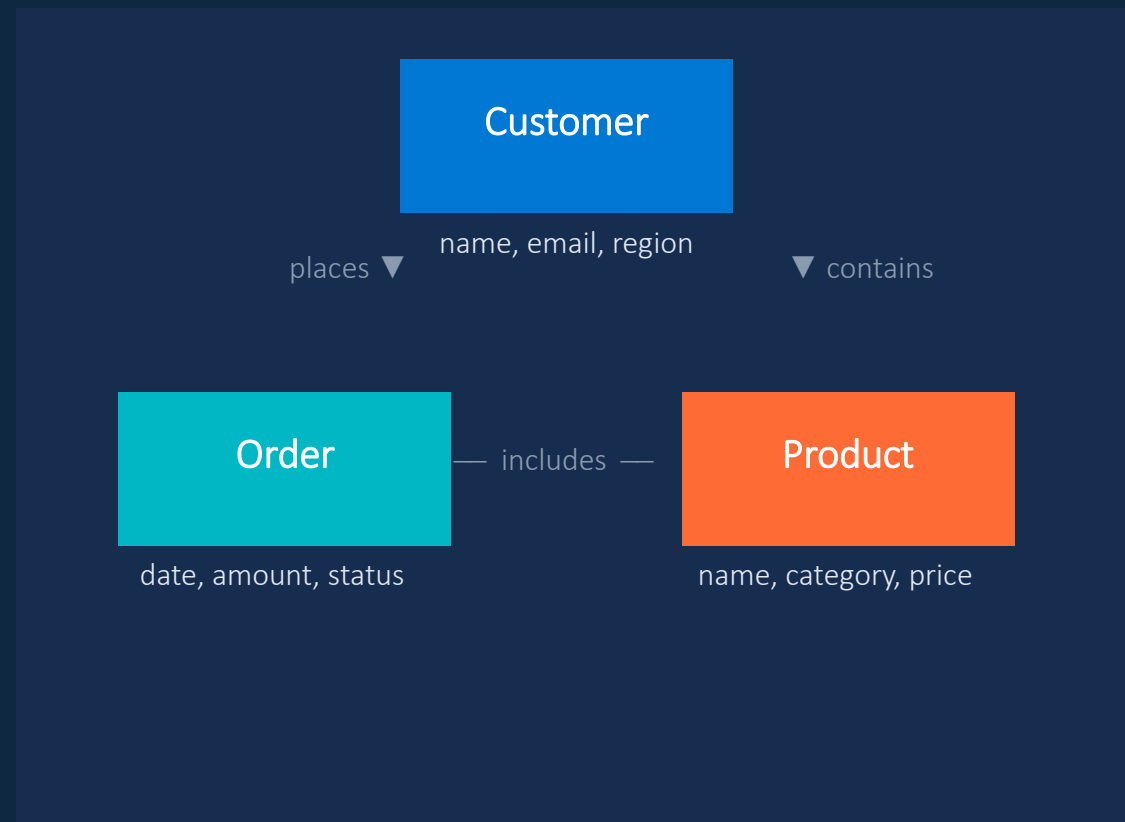 Customer
name, email, region
places ▼
▼ contains
Order
— includes —
Product
date, amount, status
name, category, price